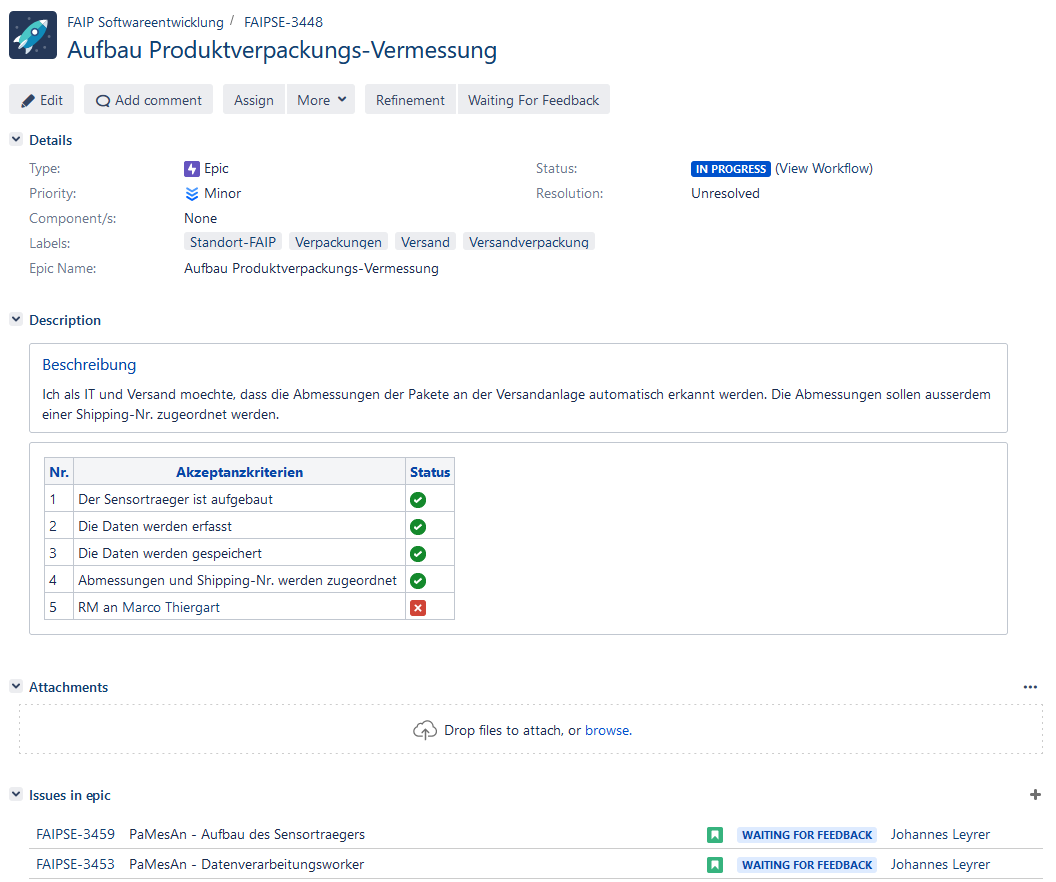 FAIP Softwareentwicklung / FAIPSE-3448
Aufbau Produktverpackungs-Vermessung
Edit Add comment Assign More Refinement Waiting For Feedback
Details
Type: Epic Status: IN PROGRESS (View Workflow)
Priority: Minor Resolution: Unresolved
Component/s: None
Labels: Standort-FAIP Verpackungen Versand Versandverpackung
Epic Name: Aufbau Produktverpackungs-Vermessung
Description
Beschreibung
Ich als IT und Versand moechte, dass die Abmessungen der Pakete an der Versandanlage automatisch erkannt werden. Die Abmessungen sollen ausserdem
einer Shipping-Nr. zugeordnet werden.
Nr. Akzeptanzkriterien Status
1 Der Sensortraeger ist aufgebaut
2 Die Daten werden erfasst
3 Die Daten werden gespeichert
4 Abmessungen und Shipping-Nr. werden zugeordnet
5 RM an Marco Thiergart
Attachments
Drop files to attach, or browse.
Issues in epic
FAIPSE-3459 PaMesAn - Aufbau des Sensortraegers WAITING FOR FEEDBACK Johannes Leyrer
FAIPSE-3453 PaMesAn - Datenverarbeitungsworker WAITING FOR FEEDBACK Johannes Leyrer